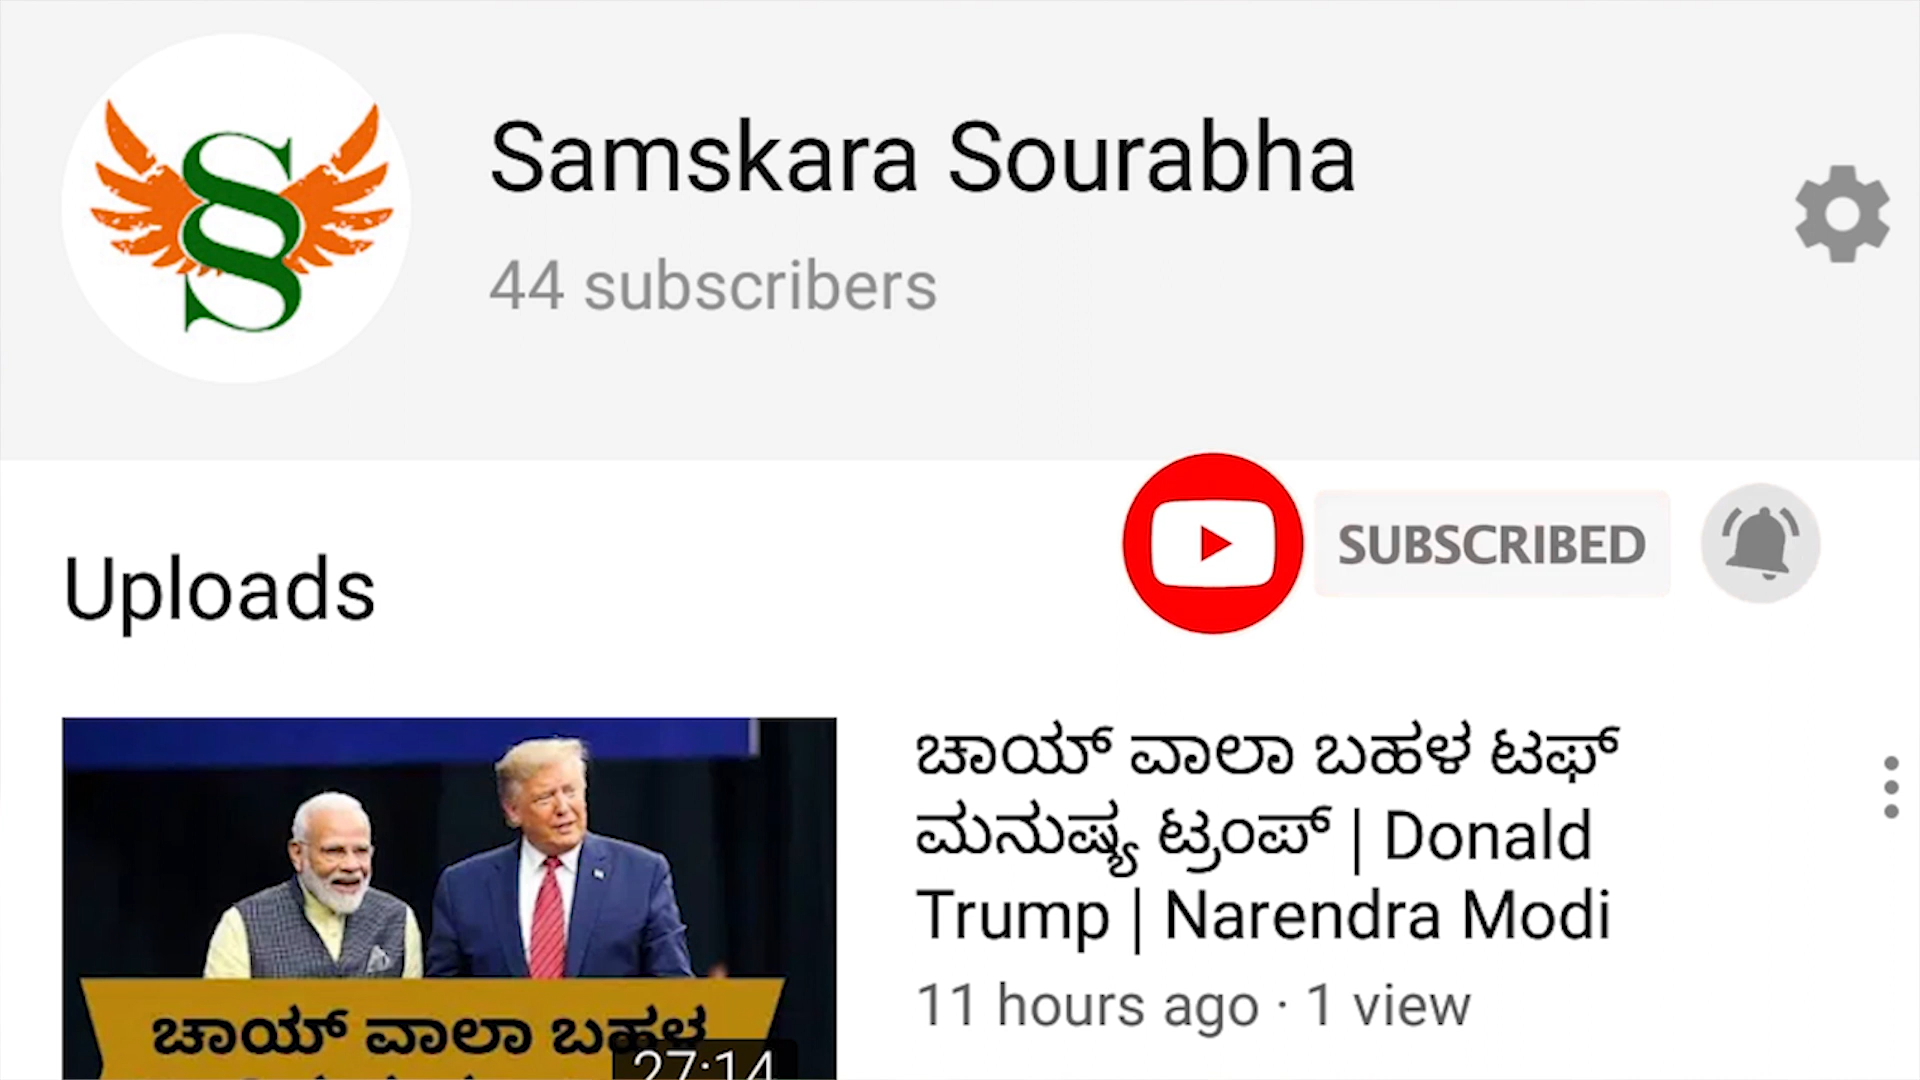 Samskara Sourabha
44 subscribers
SUBSCRIBED
Uploads
ಚಾಯ್ ವಾಲಾ ಬಹಳ ಟಫ್
ಮನುಷ್ಯ ಟ್ರಂಪ್ | Donald
Trump | Narendra Modi
11 hours ago · 1 view
ಚಾಯ್ ವಾಲಾ ಬಹಳ
27:14